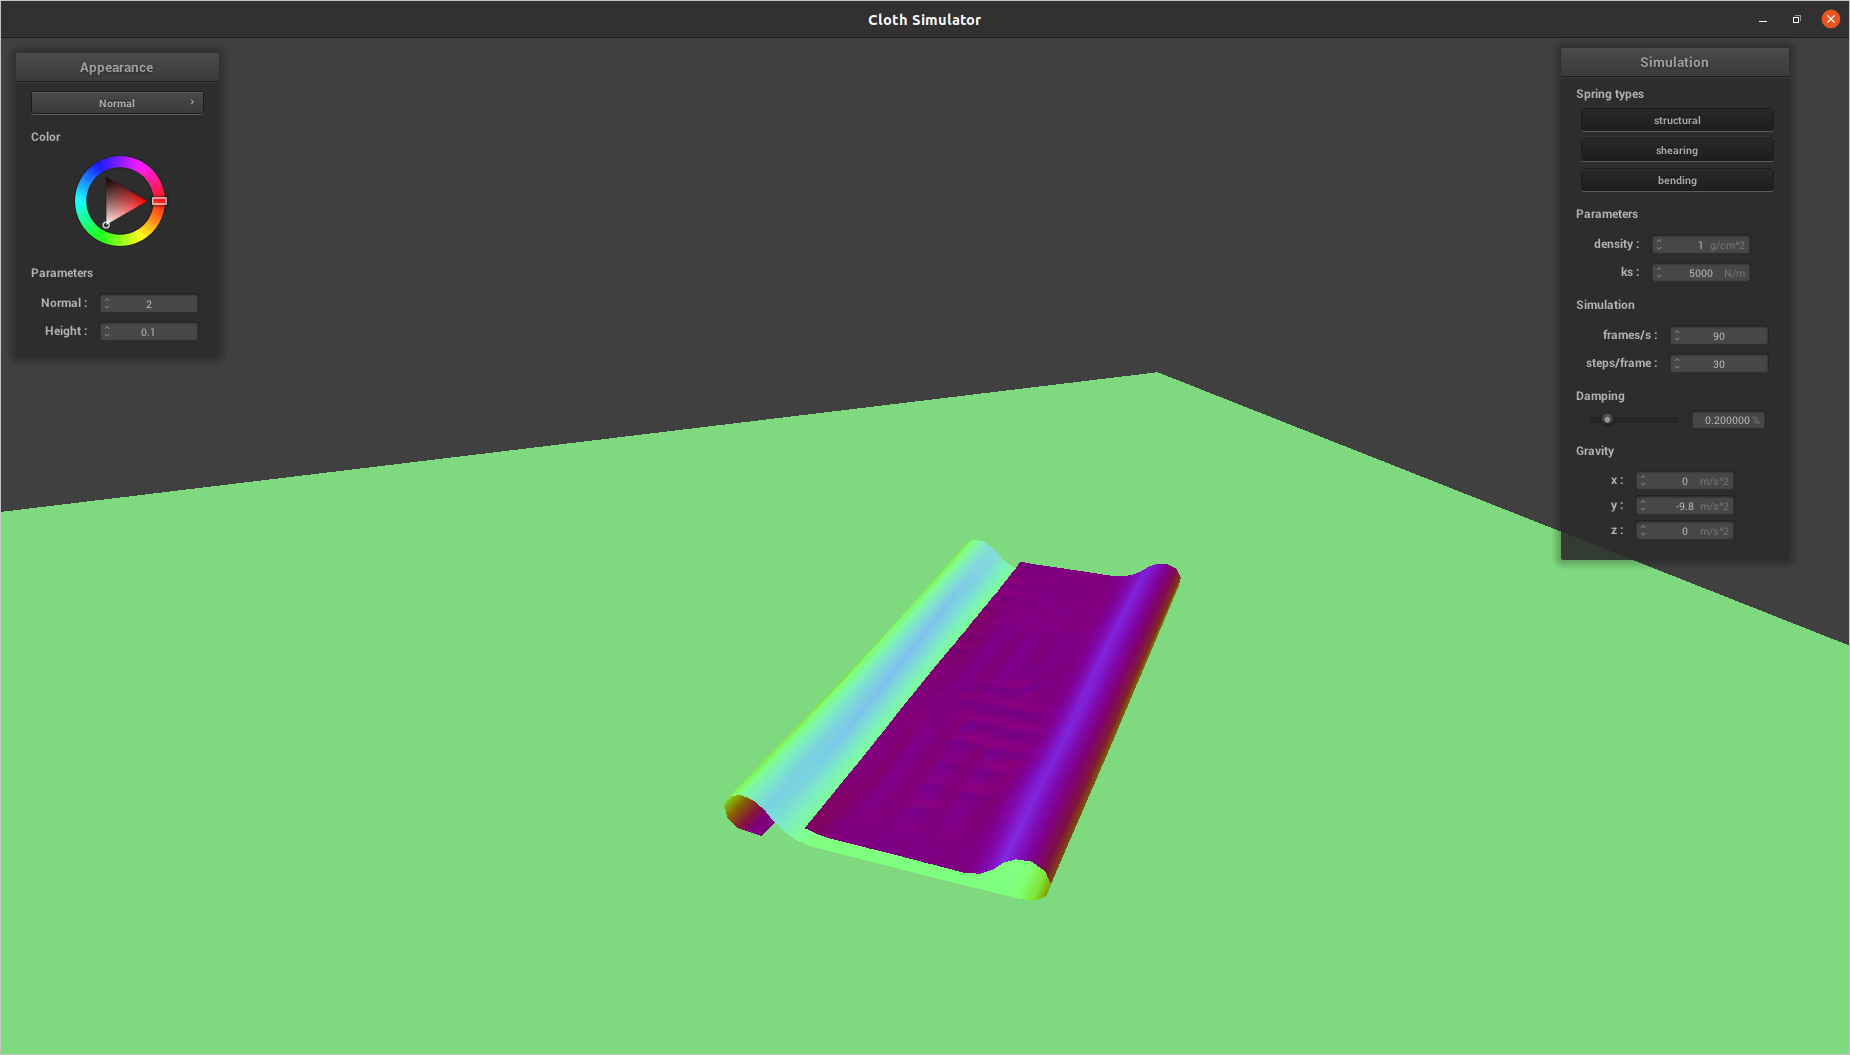 Cloth Simulator
Appearance
Normal
Color
Parameters
Normal : 2
Height : 0.1
Simulation
Spring types
structural
shearing
bending
Parameters
density : 1 g/cm^2
ks : 5000 N/m
Simulation
frames/s : 90
steps/frame : 30
Damping
0.200000 %
Gravity
x : 0 m/s^2
y : -9.8 m/s^2
z : 0 m/s^2